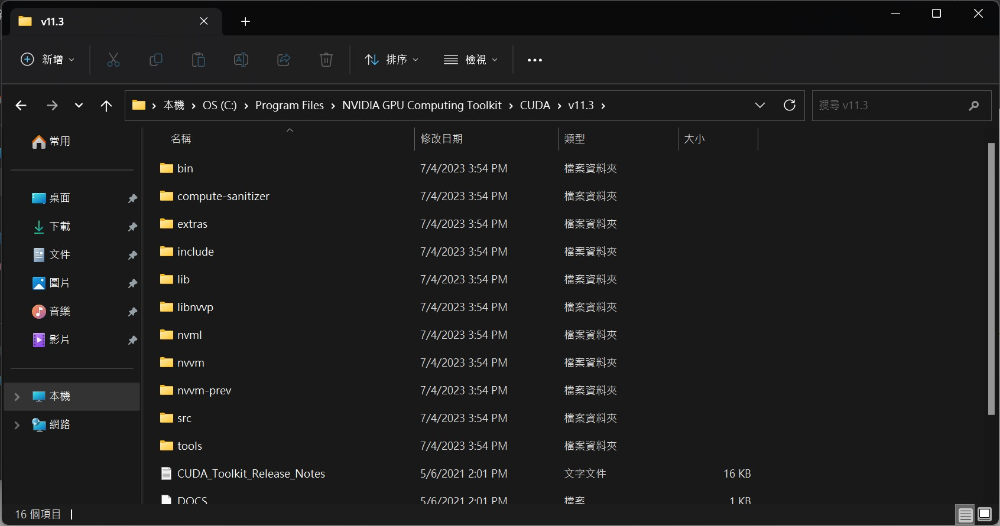 v11.3
新增
排序
檢視
本機 › OS (C:) › Program Files › NVIDIA GPU Computing Toolkit › CUDA › v11.3 ›
搜尋 v11.3
常用
桌面
下載
文件
圖片
音樂
影片
本機
網路
名稱 修改日期 類型 大小
bin 7/4/2023 3:54 PM 檔案資料夾
compute-sanitizer 7/4/2023 3:54 PM 檔案資料夾
extras 7/4/2023 3:54 PM 檔案資料夾
include 7/4/2023 3:54 PM 檔案資料夾
lib 7/4/2023 3:54 PM 檔案資料夾
libnvvp 7/4/2023 3:54 PM 檔案資料夾
nvml 7/4/2023 3:54 PM 檔案資料夾
nvvm 7/4/2023 3:54 PM 檔案資料夾
nvvm-prev 7/4/2023 3:54 PM 檔案資料夾
src 7/4/2023 3:54 PM 檔案資料夾
tools 7/4/2023 3:54 PM 檔案資料夾
CUDA_Toolkit_Release_Notes 5/6/2021 2:01 PM 文字文件 16 KB
DOCS 5/6/2021 2:01 PM 檔案 1 KB
16 個項目